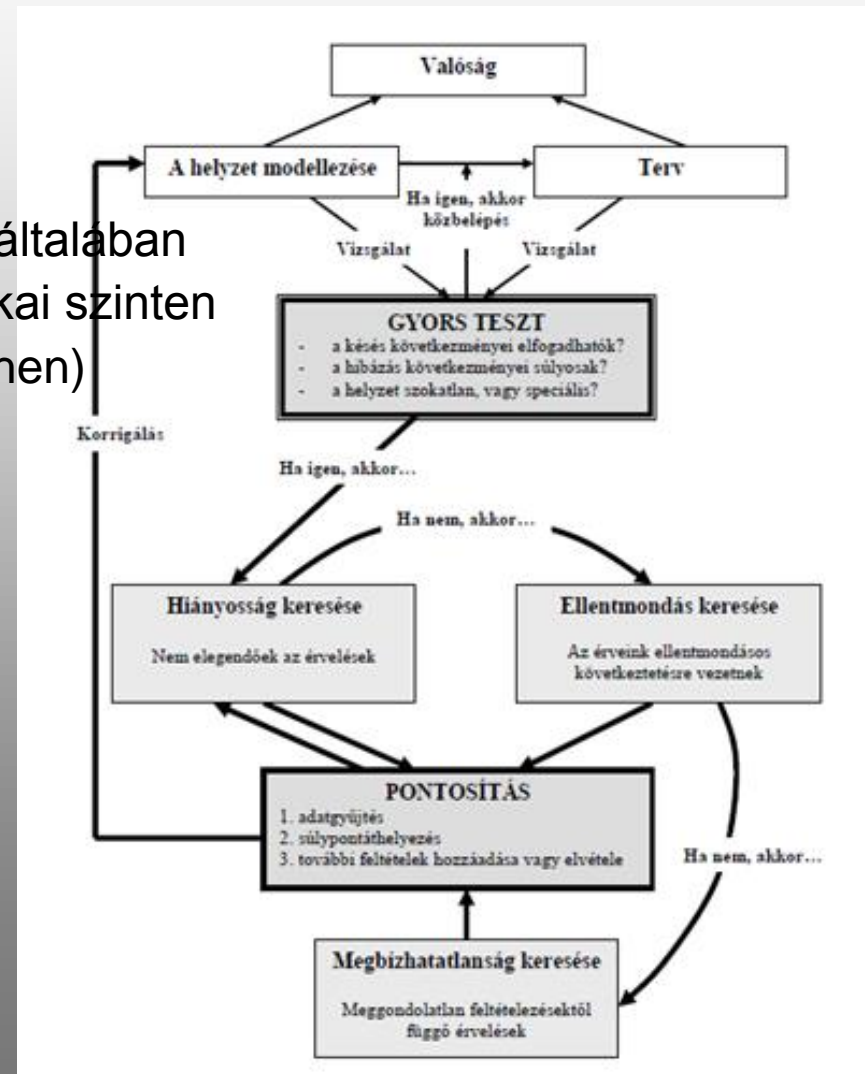 Valóság
A helyzet modellezése
Terv
Ha igen, akkor
közbelépés
Vizsgálat
Vizsgálat
általában
kai szinten
nen)
GYORS TESZT
- a késés következményei elfogadhatók?
- a hibázás következményei súlyosak?
- a helyzet szokatlan, vagy speciális?
Korrigálás
Ha igen, akkor…
Ha nem, akkor…
Hiányosság keresése
Nem elegendőek az érvelések
Ellentmondás keresése
Az érveink ellentmondásos
következtetésre vezetnek
PONTOSÍTÁS
1. adatgyűjtés
2. súlypontáthelyezés
3. további feltételek hozzáadása vagy elvétele
Ha nem, akkor…
Megbízhatatlanság keresése
Meggondolatlan feltételezésektől
függő érvelések